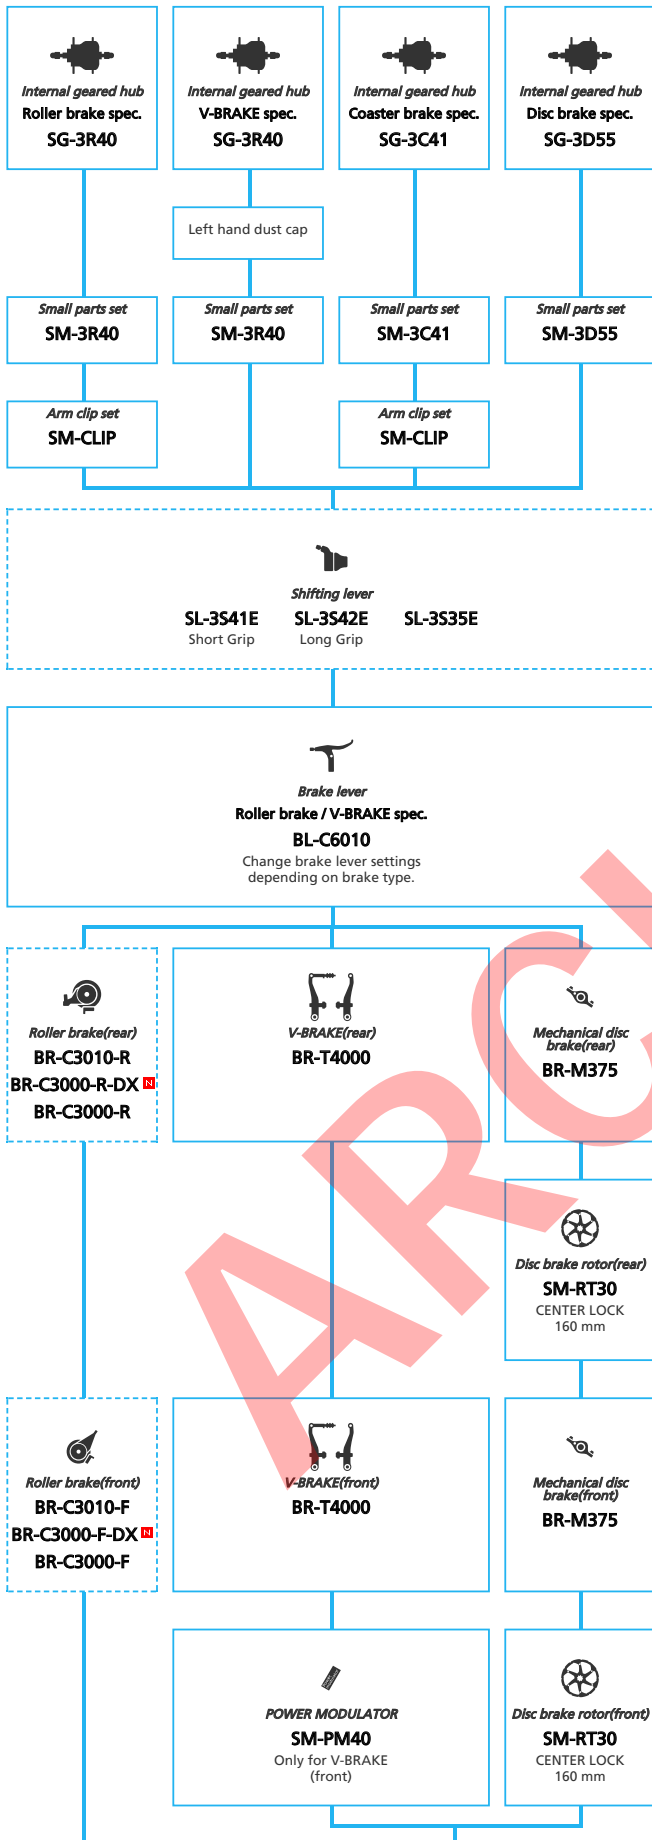 Internal geared hub
Roller brake spec.
SG-3R40
Internal geared hub
V-BRAKE spec.
SG-3R40
Internal geared hub
Coaster brake spec.
SG-3C41
Internal geared hub
Disc brake spec.
SG-3D55
Left hand dust cap
Small parts set
SM-3R40
Small parts set
SM-3R40
Small parts set
SM-3C41
Small parts set
SM-3D55
Arm clip set
SM-CLIP
Arm clip set
SM-CLIP
Shifting lever
SL-3S41E
Short Grip
SL-3S42E
Long Grip
SL-3S35E
Brake lever
Roller brake / V-BRAKE spec.
BL-C6010
Change brake lever settings
depending on brake type.
Roller brake(rear)
BR-C3010-R
BR-C3000-R-DX N
BR-C3000-R
V-BRAKE(rear)
BR-T4000
Mechanical disc
brake(rear)
BR-M375
Disc brake rotor(rear)
SM-RT30
CENTER LOCK
160 mm
Roller brake(front)
BR-C3010-F
BR-C3000-F-DX N
BR-C3000-F
V-BRAKE(front)
BR-T4000
Mechanical disc
brake(front)
BR-M375
POWER MODULATOR
SM-PM40
Only for V-BRAKE
(front)
Disc brake rotor(front)
SM-RT30
CENTER LOCK
160 mm